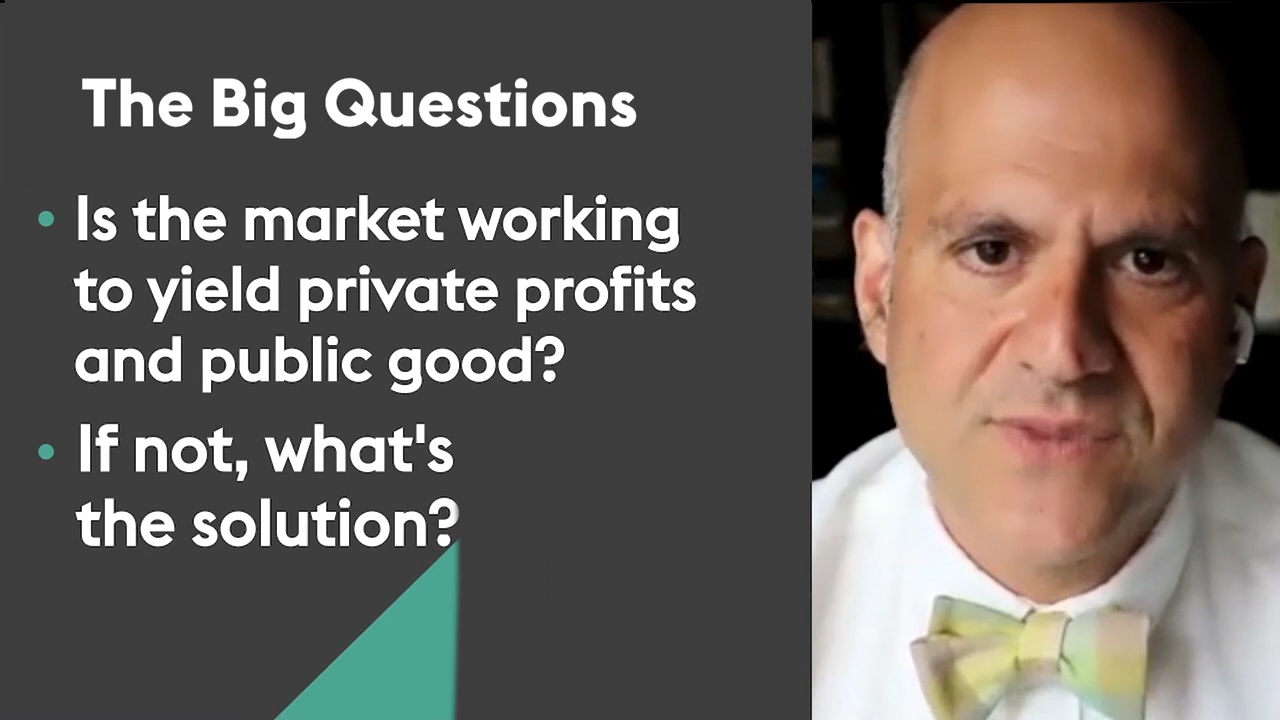 The Big Questions
Is the market working
to yield private profits
and public good?
If not, what's
the solution?